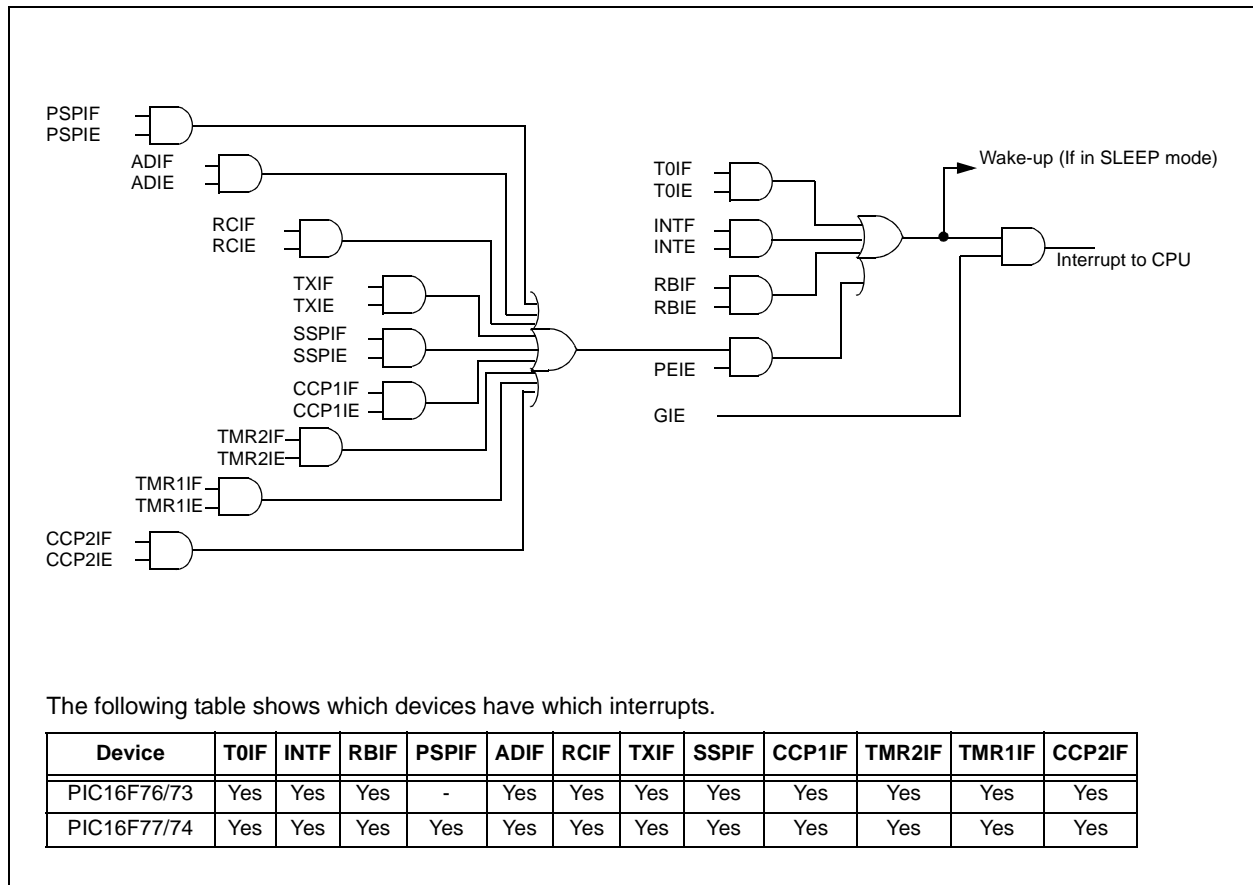 PSPIF
PSPIE
ADIF
ADIE
RCIF
RCIE
TXIF
TXIE
SSPIF
SSPIE
CCP1IF
CCP1IE
TMR2IF
TMR2IE
TMR1IF
TMR1IE
CCP2IF
CCP2IE
T0IF
T0IE
INTF
INTE
RBIF
RBIE
PEIE
GIE
Wake-up (If in SLEEP mode)
Interrupt to CPU
The following table shows which devices have which interrupts.
Device T0IF INTF RBIF PSPIF ADIF RCIF TXIF SSPIF CCP1IF TMR2IF TMR1IF CCP2IF
PIC16F76/73 Yes Yes Yes - Yes Yes Yes Yes Yes Yes Yes Yes
PIC16F77/74 Yes Yes Yes Yes Yes Yes Yes Yes Yes Yes Yes Yes